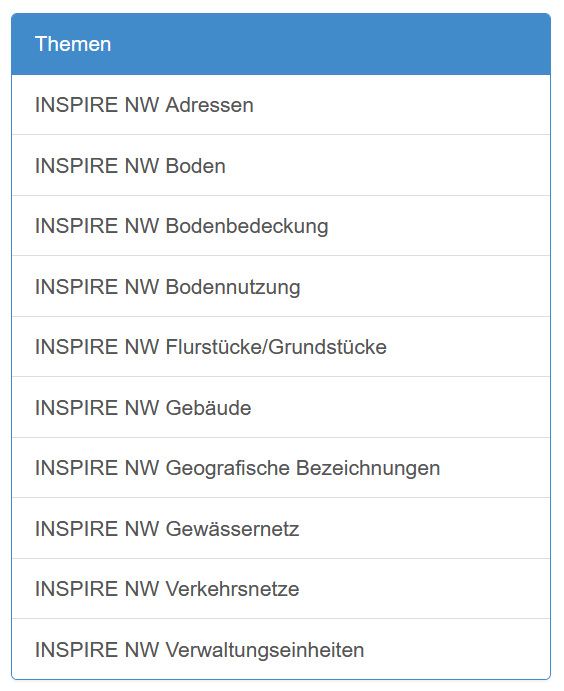 Themen
INSPIRE NW Adressen
INSPIRE NW Boden
INSPIRE NW Bodenbedeckung
INSPIRE NW Bodennutzung
INSPIRE NW Flurstücke/Grundstücke
INSPIRE NW Gebäude
INSPIRE NW Geografische Bezeichnungen
INSPIRE NW Gewässernetz
INSPIRE NW Verkehrsnetze
INSPIRE NW Verwaltungseinheiten